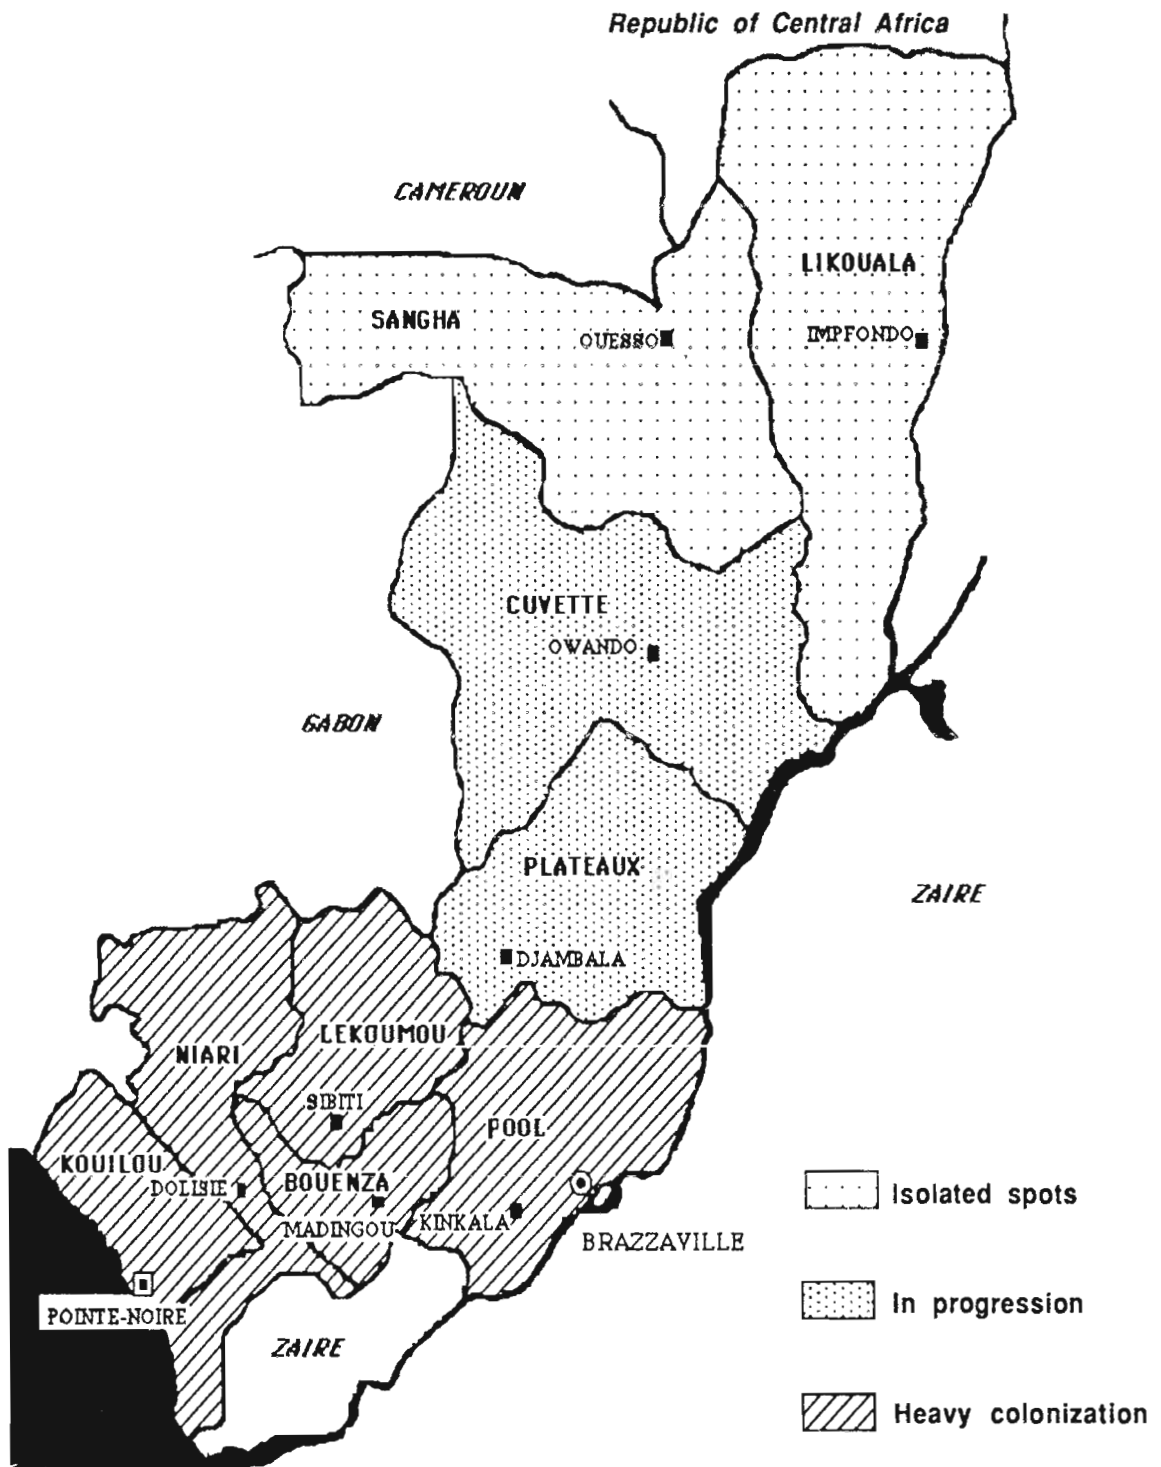 Republic of Central Africa
CAMEROUN
LIKOUALA
SANGHA
OUESSO
IMPFONDO
CUVETTE
OWANDO
GABON
PLATEAUX
ZAIRE
DJAMBALA
LEKOUMOU
NIARI
SIBITI
POOL
KOUILOU
BOUENZA
DOLISIE
MADINGOU
KINKALA
BRAZZAVILLE
POINTE-NOIRE
ZAIRE
Isolated spots
In progression
Heavy colonization